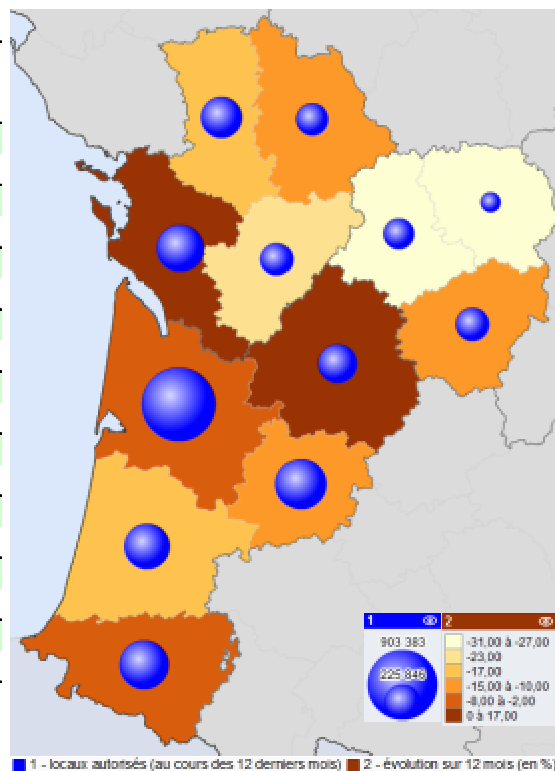 1 2
903 383
225 846
-31,00 à -27,00
-23,00
-17,00
-15,00 à -10,00
-8,00 à -2,00
0 à 17,00
1 - locaux autorisés (au cours des 12 derniers mois) 2 - évolution sur 12 mois (en %)